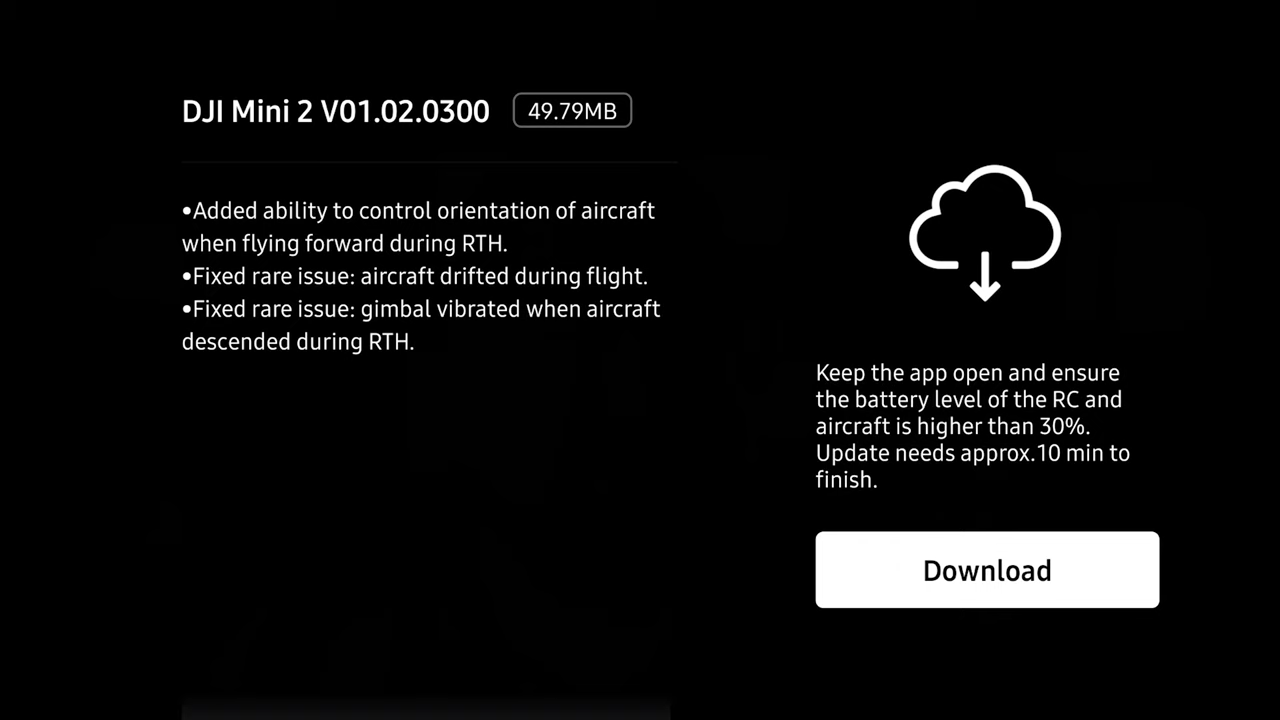 DJI Mini 2 V01.02.0300 49.79MB
•Added ability to control orientation of aircraft
when flying forward during RTH.
•Fixed rare issue: aircraft drifted during flight.
•Fixed rare issue: gimbal vibrated when aircraft
descended during RTH.
Keep the app open and ensure
the battery level of the RC and
aircraft is higher than 30%.
Update needs approx.10 min to
finish.
Download